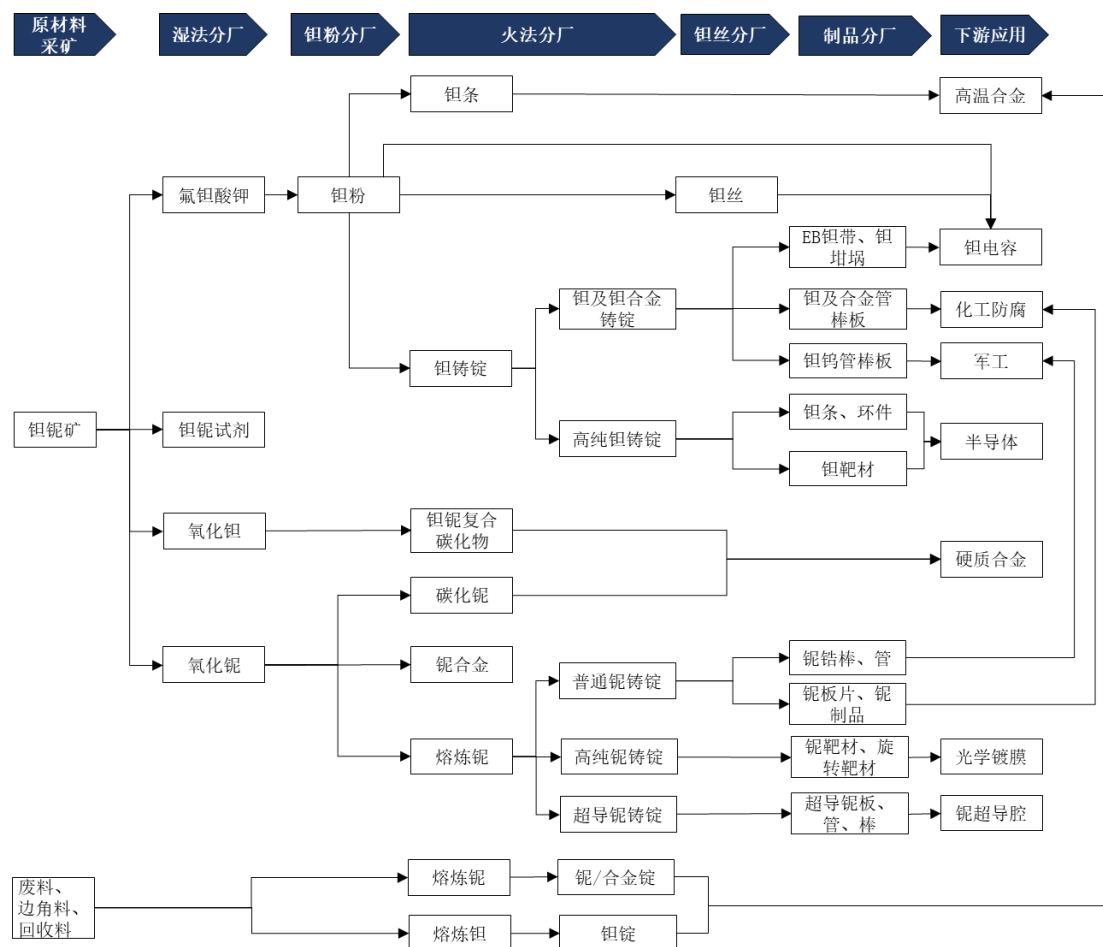 原材料
采矿
湿法分厂
钽粉分厂
火法分厂
钽丝分厂
制品分厂
下游应用
钽条
高温合金
氟钽酸钾
钽粉
钽丝
EB钽带、钽
坩埚
钽电容
钽及钽合金
铸锭
钽及合金管
棒板
化工防腐
钽铸锭
钽钨管棒板
军工
钽铌矿
钽铌试剂
高纯钽铸锭
钽条、环件
钽靶材
半导体
氧化钽
钽铌复合
碳化物
硬质合金
碳化铌
氧化铌
铌合金
普通铌铸锭
铌锆棒、管
铌板片、铌
制品
熔炼铌
高纯铌铸锭
铌靶材、旋
转靶材
光学镀膜
超导铌铸锭
超导铌板、
管、棒
铌超导腔
废料、
边角料、
回收料
熔炼铌
铌/合金锭
熔炼钽
钽锭